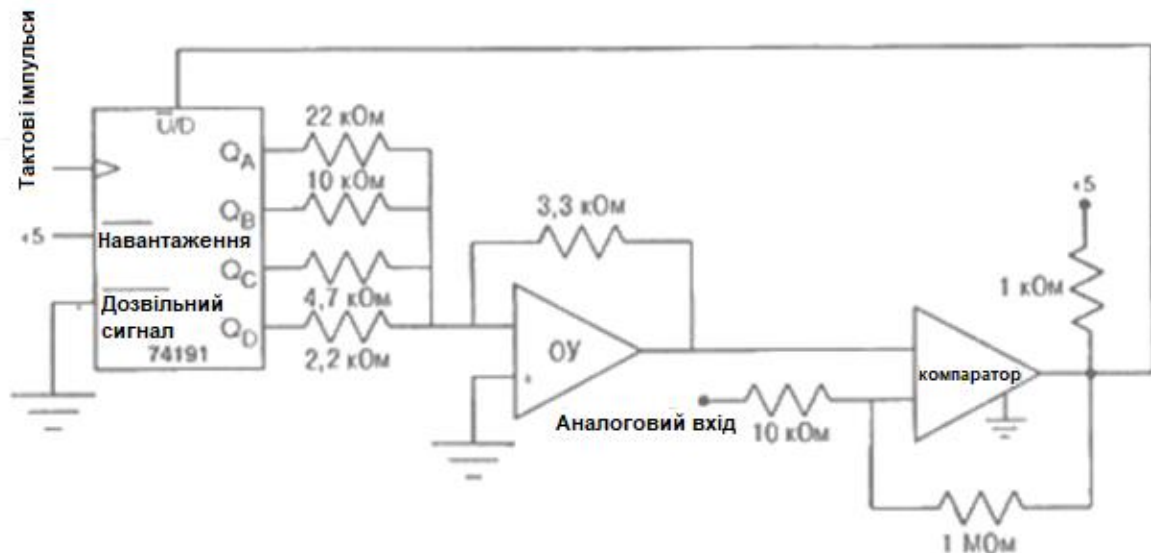 Тактові імпульси
U/D
22 кОм
QA
10 кОм
QB
+5
Навантаження
3,3 кОм
+5
QC
4,7 кОм
1 кОм
Дозвільний
сигнал
QD
74191
2,2 кОм
ОУ
+
компаратор
Аналоговий вхід
10 кОм
1 МОм